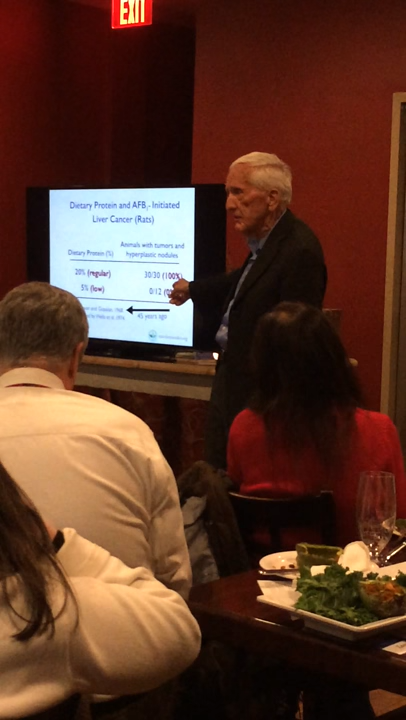 EXIT
Dietary Protein and AFB1- Initiated
Liver Cancer (Rats)
Dietary Protein (%)
Animals with tumors and
hyperplastic nodules
20% (regular)
30/30 (100%)
5% (low)
0/12
45 years ago